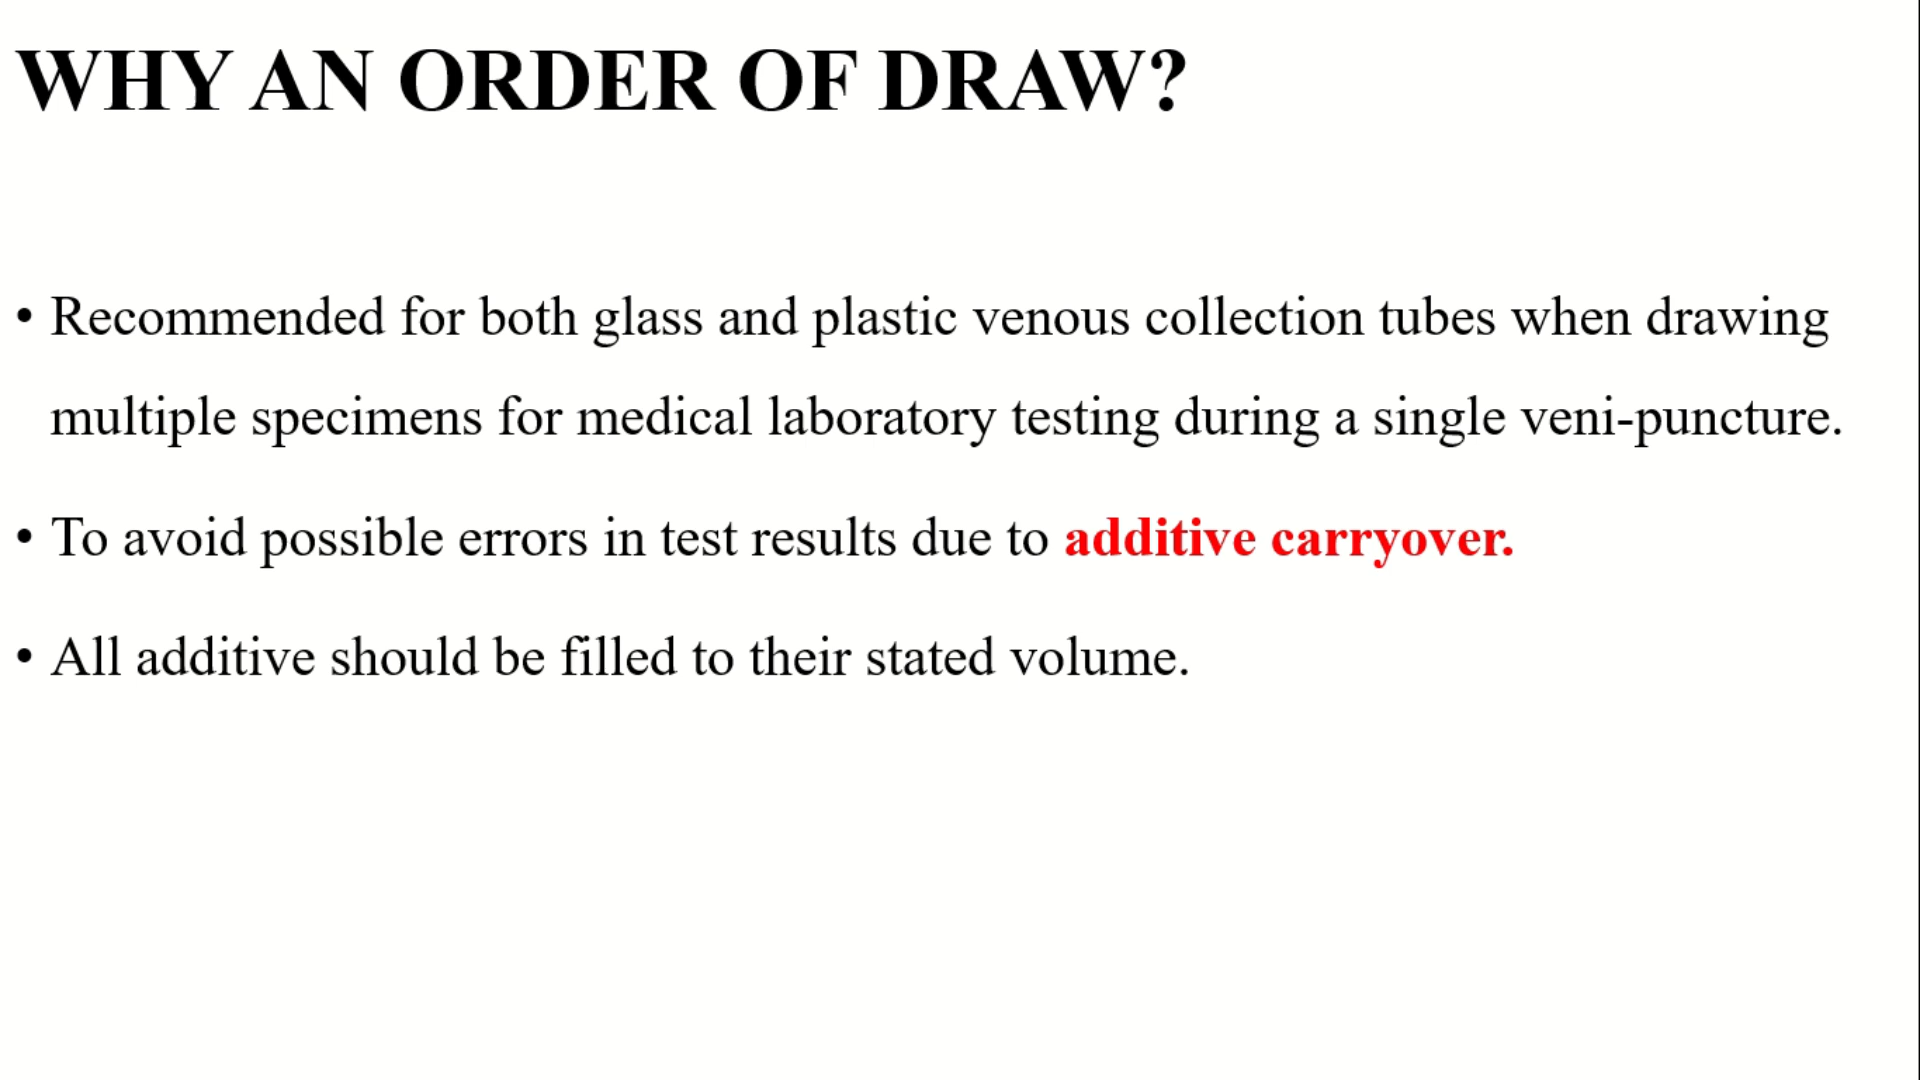 WHY AN ORDER OF DRAW?
• Recommended for both glass and plastic venous collection tubes when drawing
multiple specimens for medical laboratory testing during a single veni-puncture.
• To avoid possible errors in test results due to additive carryover.
• All additive should be filled to their stated volume.